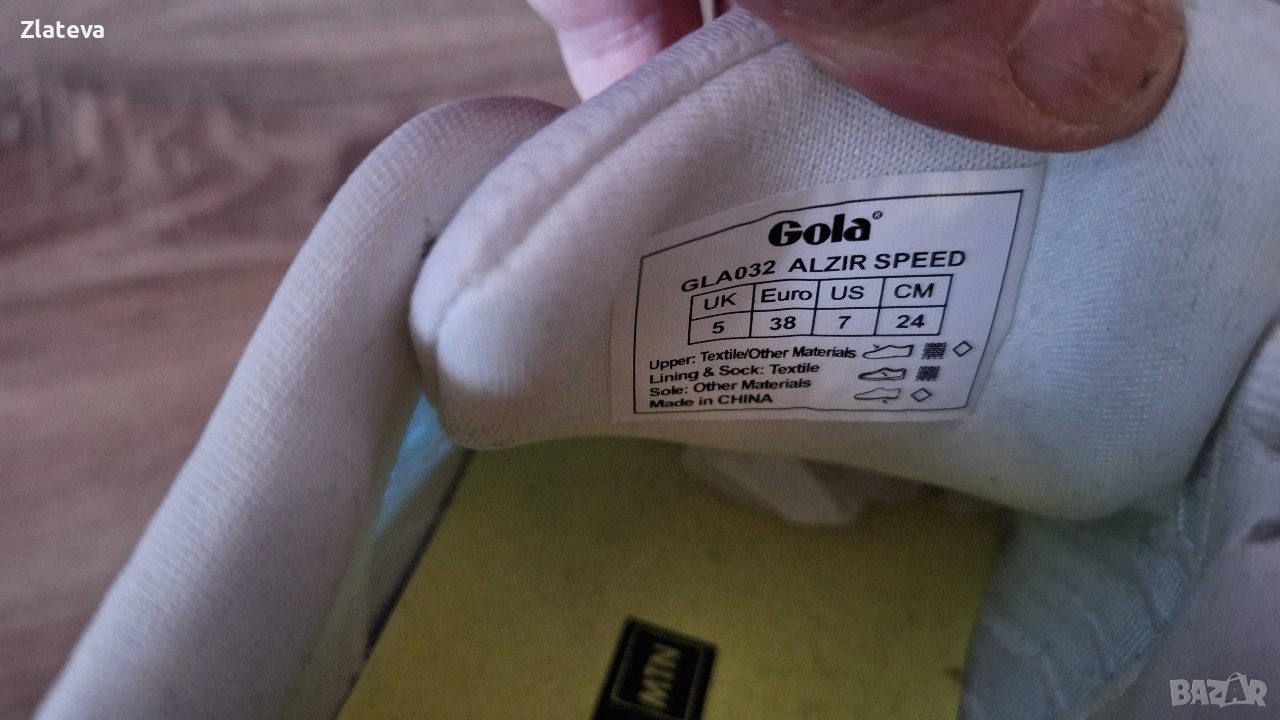 Zlateva
Gola®
GLA032 ALZIR SPEED
UK Euro US CM
5 38 7 24
Upper: Textile/Other Materials
Lining & Sock: Textile
Sole: Other Materials
Made in CHINA
MTN
BAZAR